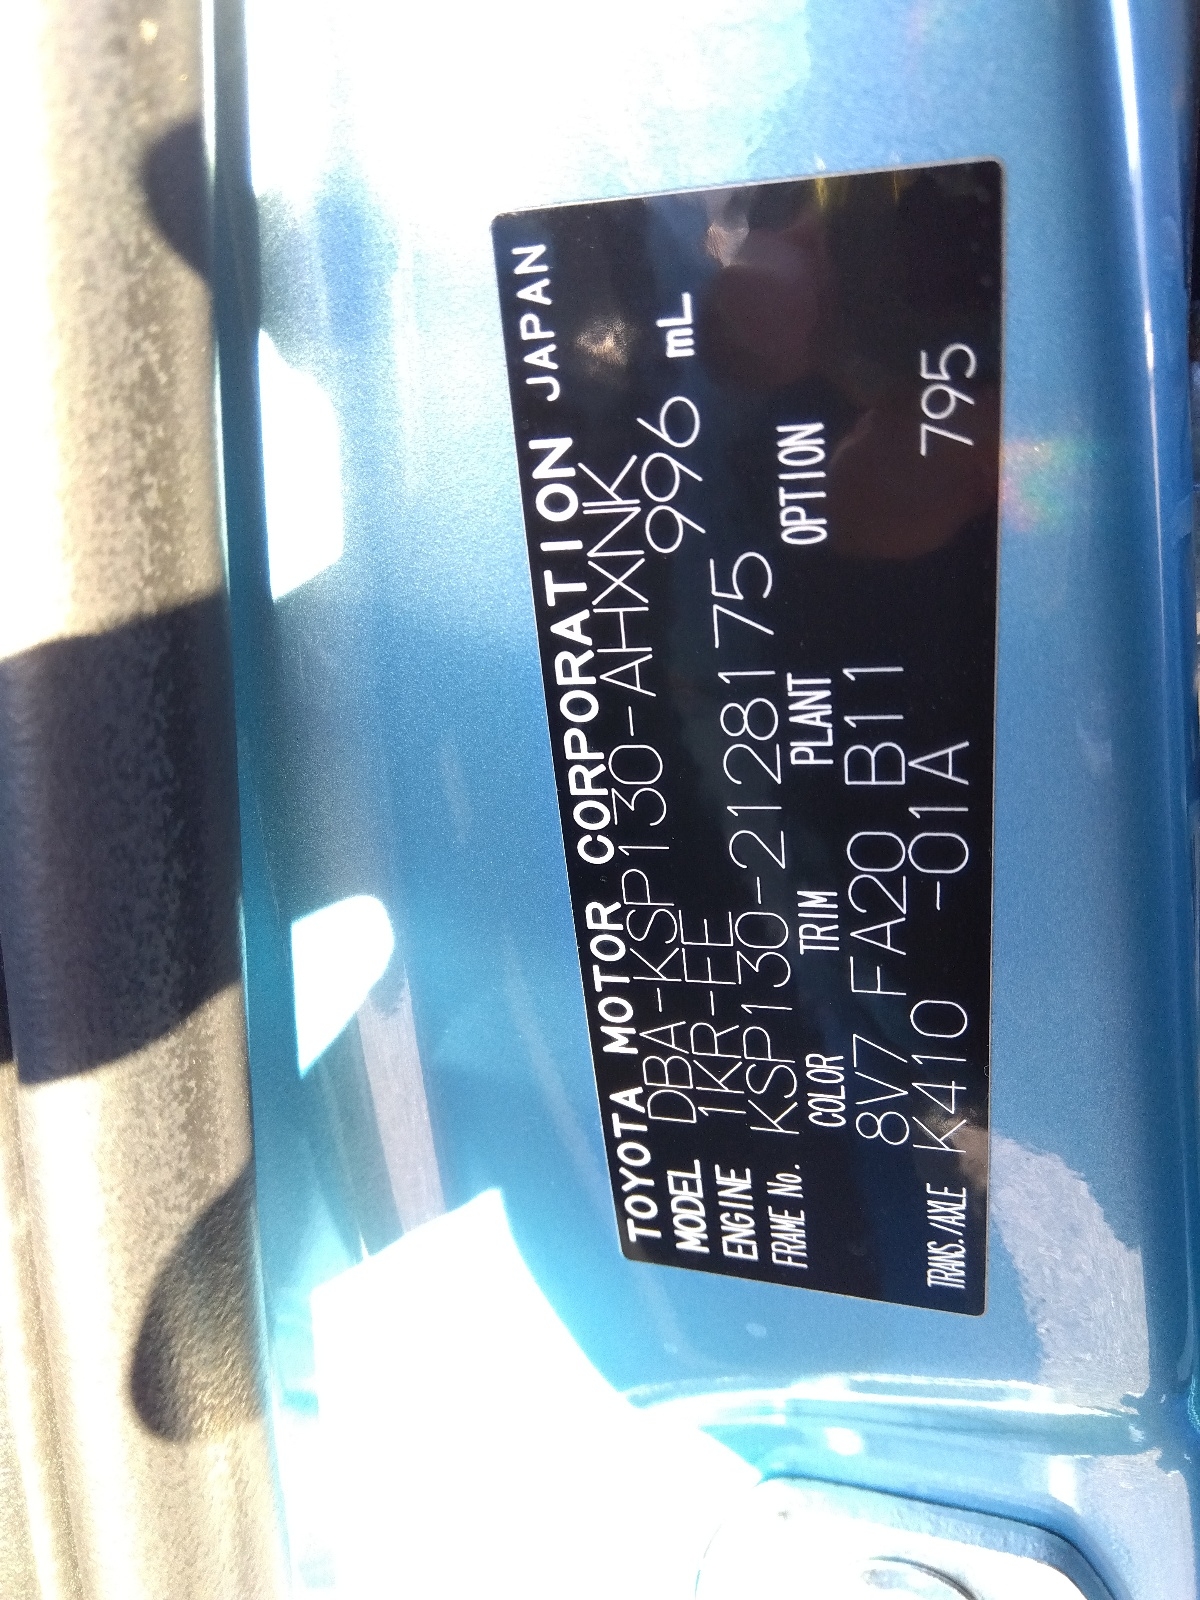 TOYOTA MOTOR CORPORATION JAPAN
MODEL DBA-KSP130-AHXNK
ENGINE 1KR-FE 996 mL
FRAME No. KSP130-2128175
COLOR TRIM PLANT OPTION
8V7 FA20 B11
TRANS./AXLE K410 -01A 795